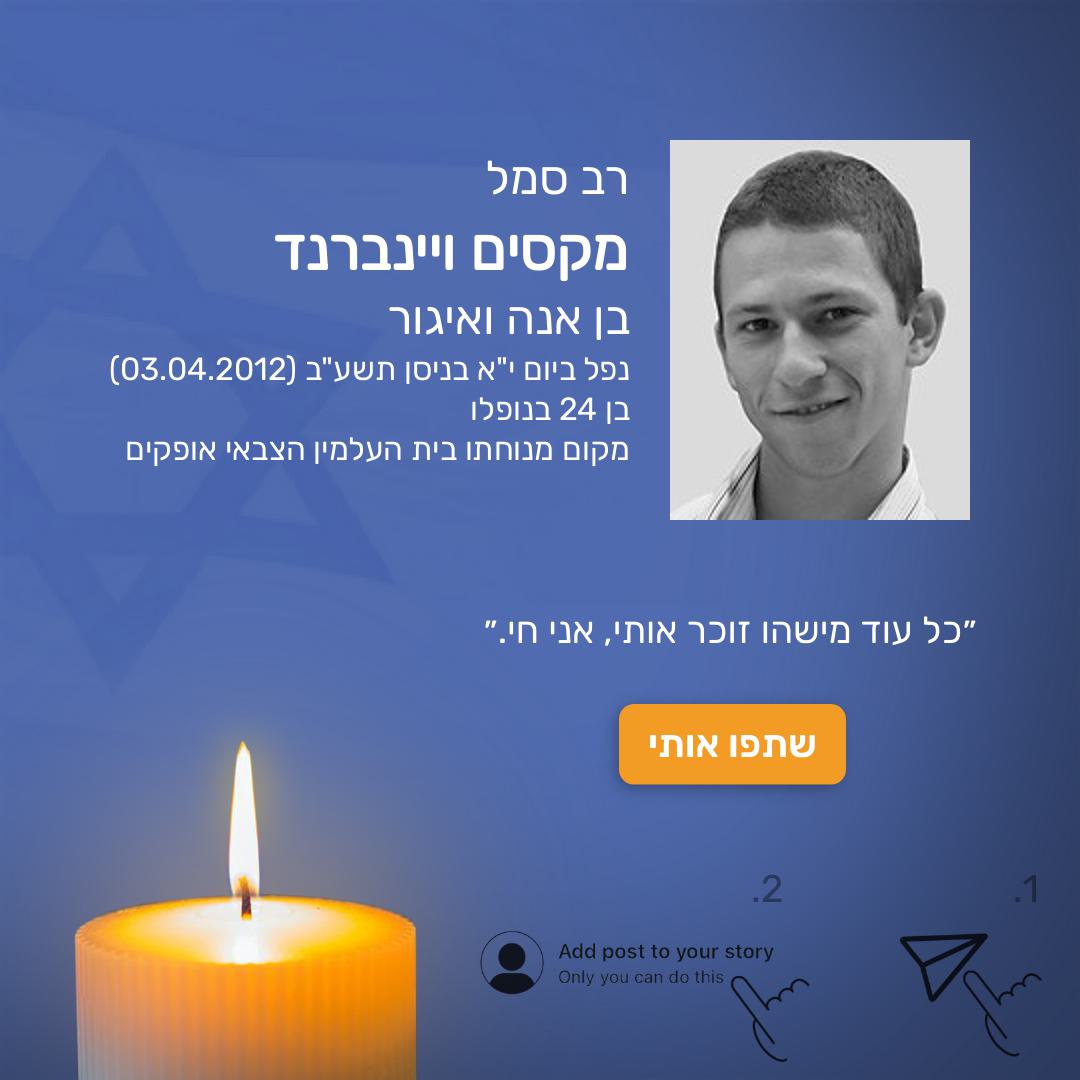 רב סמל
מקסים ויינברנד
בן אנה ואיגור
נפל ביום י"א בניסן תשע"ב (03.04.2012)
בן 24 בנופלו
מקום מנוחתו בית העלמין הצבאי אופקים
״כל עוד מישהו זוכר אותי, אני חי.״
שתפו אותי
1.
2.
Add post to your story
Only you can do this